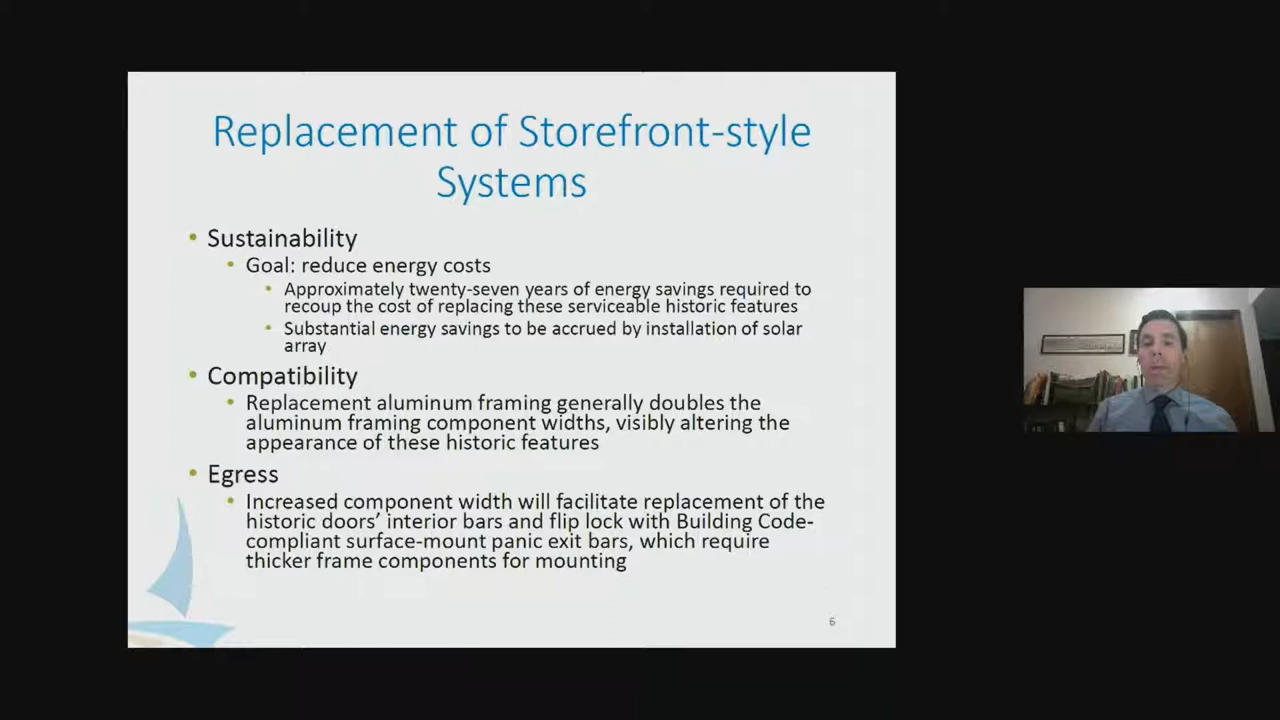 Replacement of Storefront-style
Systems
• Sustainability
• Goal: reduce energy costs
• Approximately twenty-seven years of energy savings required to
recoup the cost of replacing these serviceable historic features
• Substantial energy savings to be accrued by installation of solar
array
• Compatibility
• Replacement aluminum framing generally doubles the
aluminum framing component widths, visibly altering the
appearance of these historic features
• Egress
• Increased component width will facilitate replacement of the
historic doors’ interior bars and flip lock with Building Code-
compliant surface-mount panic exit bars, which require
thicker frame components for mounting
6